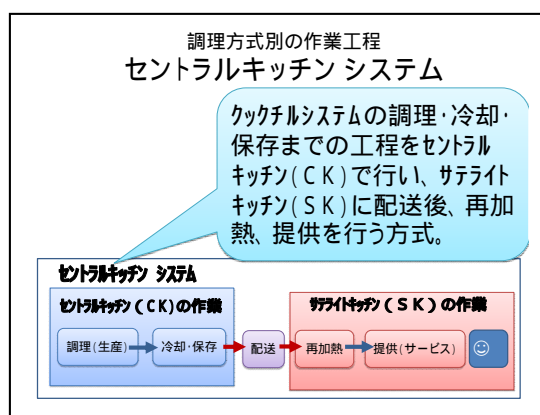 調理方式別の作業工程
セントラルキッチン システム
クックチルシステムの調理・冷却・
保存までの工程をセントラル
キッチン(CK)で行い、サテライト
キッチン(SK)に配送後、再加
熱、提供を行う方式。
セントラルキッチン システム
セントラルキッチン(CK)の作業
サテライトキッチン(SK)の作業
調理(生産)
冷却・保存
配送
再加熱
提供(サービス)